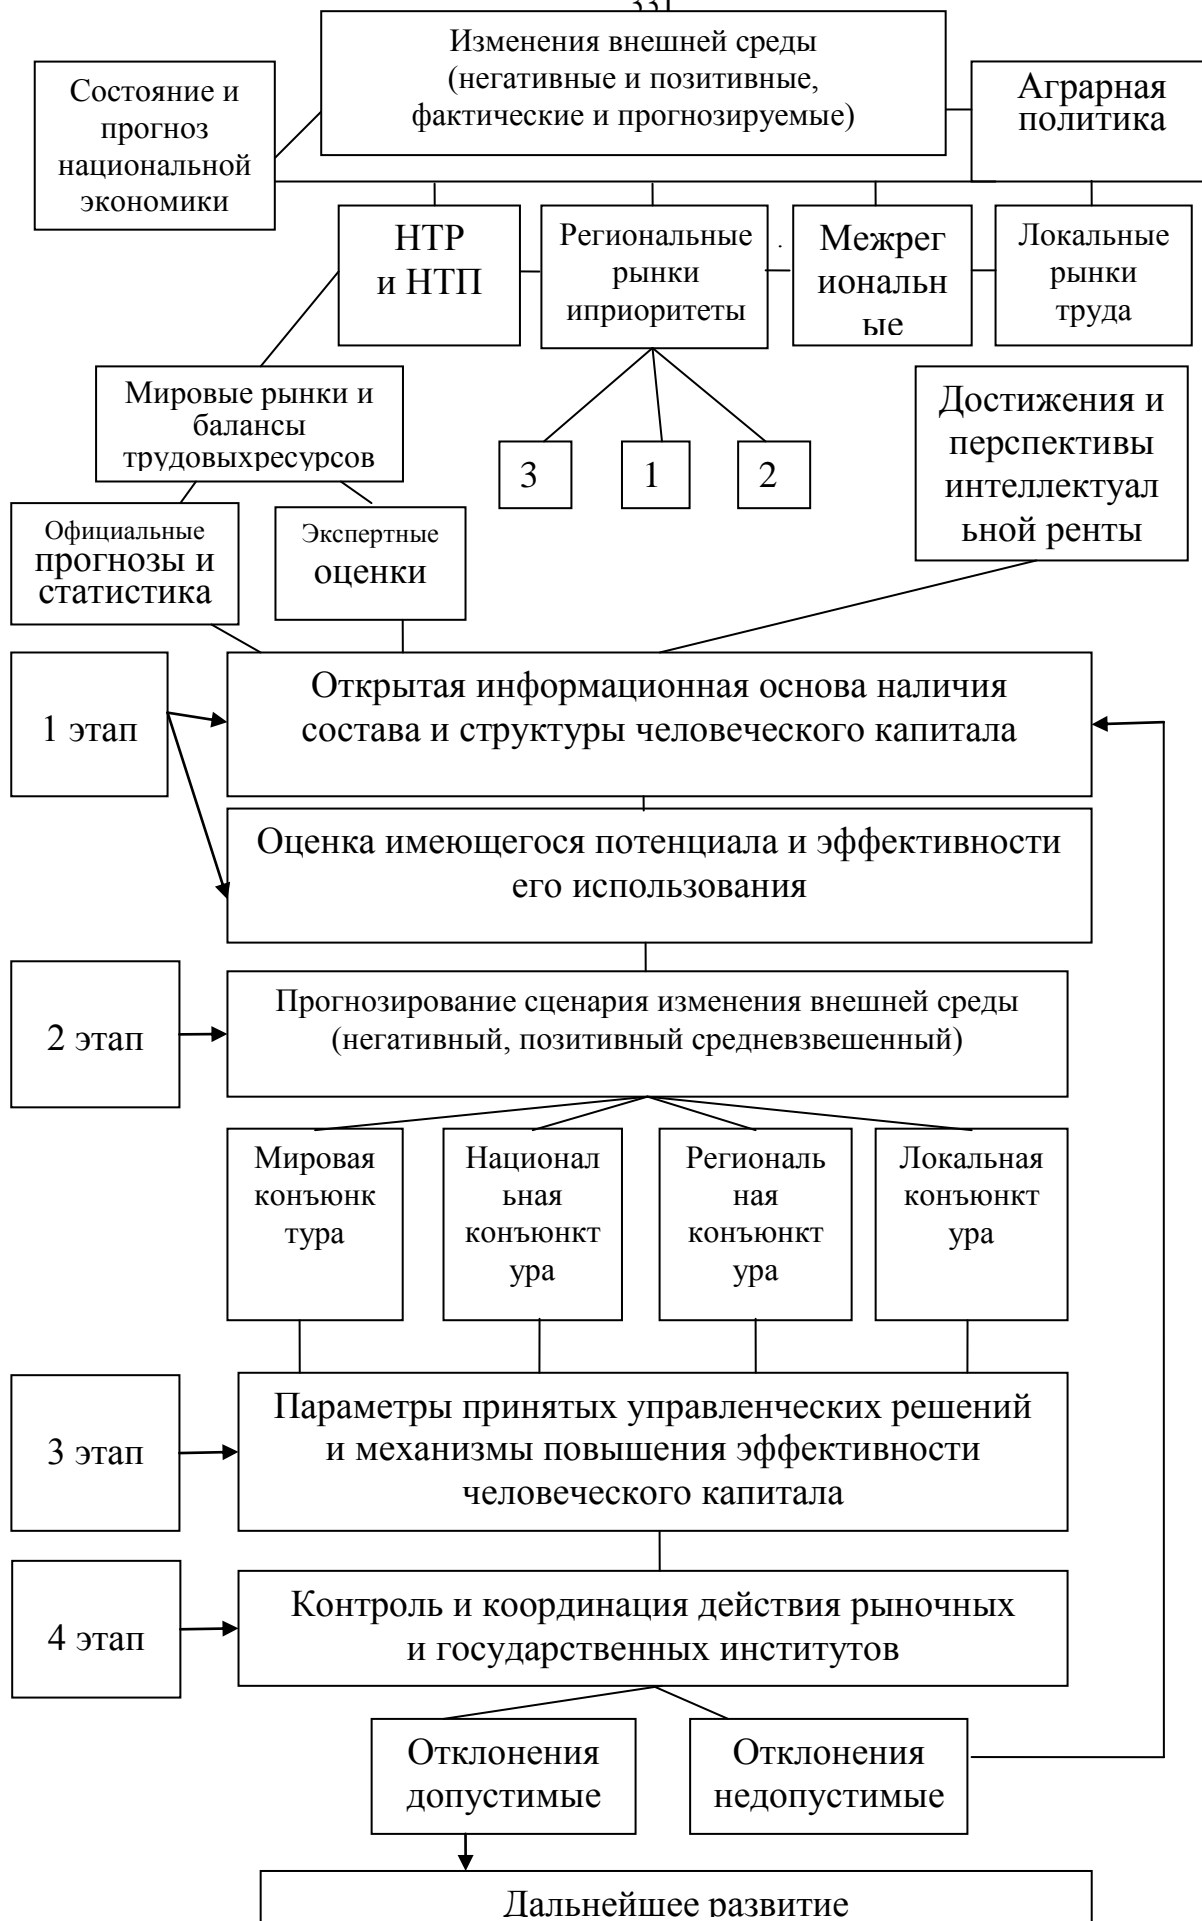 331
Изменения внешней среды
(негативные и позитивные,
фактические и прогнозируемые)
Состояние и
прогноз
национальной
экономики
Аграрная
политика
НТР
и НТП
Региональные
рынки
иприоритеты
Межрег
иональн
ые
Локальные
рынки
труда
Мировые рынки и
балансы
трудовыхресурсов
3
1
2
Достижения и
перспективы
интеллектуал
ьной ренты
Официальные
прогнозы и
статистика
Экспертные
оценки
1 этап
Открытая информационная основа наличия
состава и структуры человеческого капитала
Оценка имеющегося потенциала и эффективности
его использования
2 этап
Прогнозирование сценария изменения внешней среды
(негативный, позитивный средневзвешенный)
Мировая
конъюнк
тура
Национал
ьная
конъюнкт
ура
Региональ
ная
конъюнкт
ура
Локальная
конъюнкт
ура
3 этап
Параметры принятых управленческих решений
и механизмы повышения эффективности
человеческого капитала
4 этап
Контроль и координация действия рыночных
и государственных институтов
Отклонения
допустимые
Отклонения
недопустимые
Дальнейшее развитие